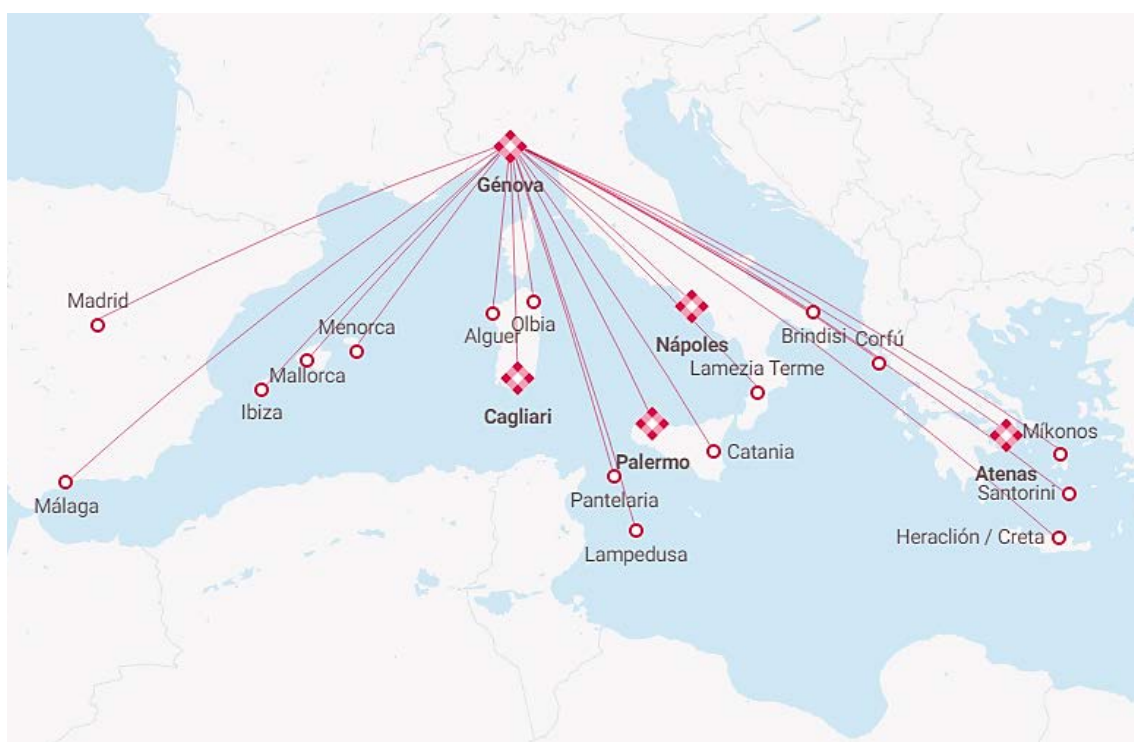 Génova
Madrid
Olbia
Menorca
Alguer
Brindisi
Corfú
Nápoles
Mallorca
Lamezia Terme
Ibiza
Cagliari
Míkonos
Catania
Palermo
Atenas
Santorini
Málaga
Pantelaria
Heraclión / Creta
Lampedusa